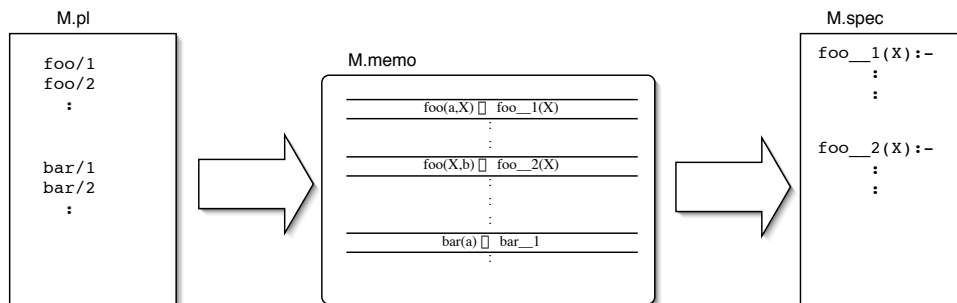 M.pl
foo/1
foo/2
:
bar/1
bar/2
:
M.memo
foo(a,X) ▯ foo__1(X)
:
foo(X,b) ▯ foo__2(X)
:
:
:
bar(a) ▯ bar__1
:
M.spec
foo__1(X):-
:
:
foo__2(X):-
:
: